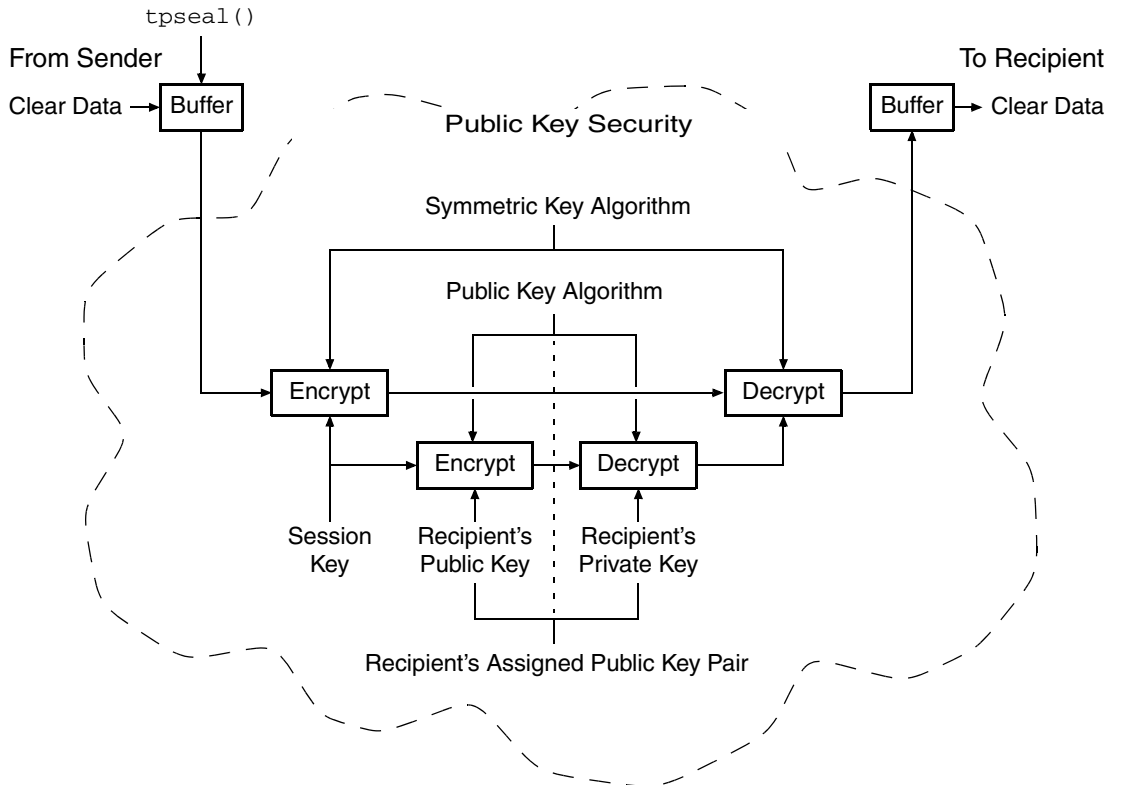 tpseal()
From Sender
To Recipient
Clear Data
Buffer
Buffer
Clear Data
Public Key Security
Symmetric Key Algorithm
Public Key Algorithm
Encrypt
Decrypt
Encrypt
Decrypt
Session
Key
Recipient’s
Public Key
Recipient’s
Private Key
Recipient’s Assigned Public Key Pair